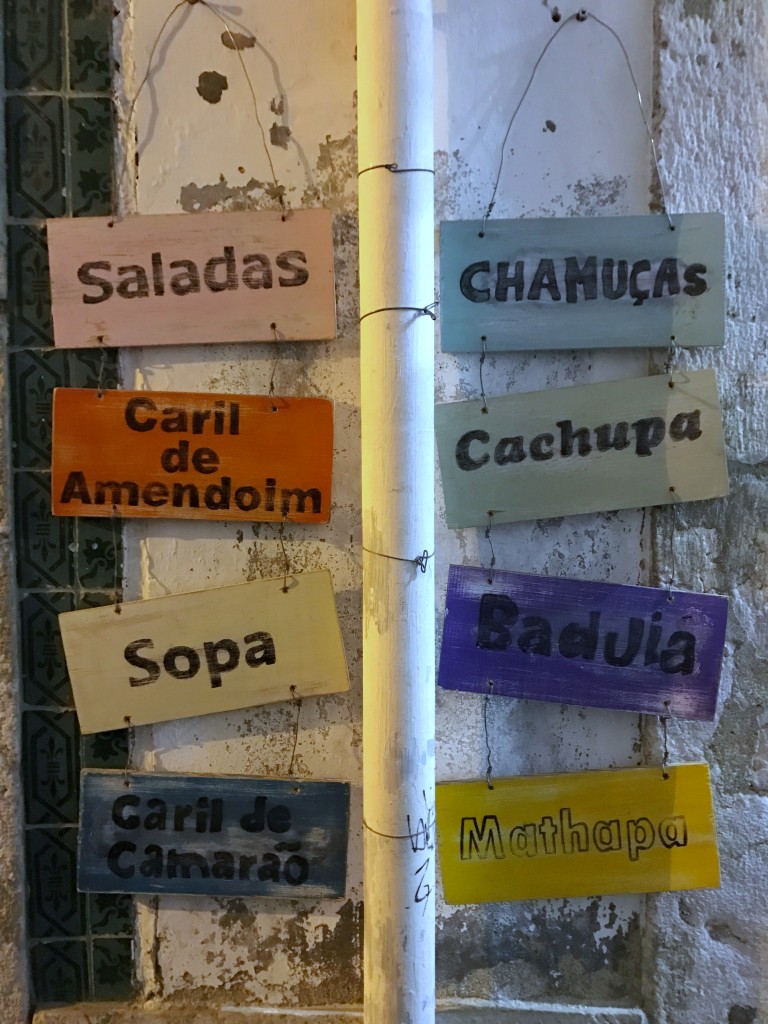 Saladas
Caril
de
Amendoim
Sopa
Caril de
Camarão
CHAMUÇAs
Cachupa
BadJia
Mathapa